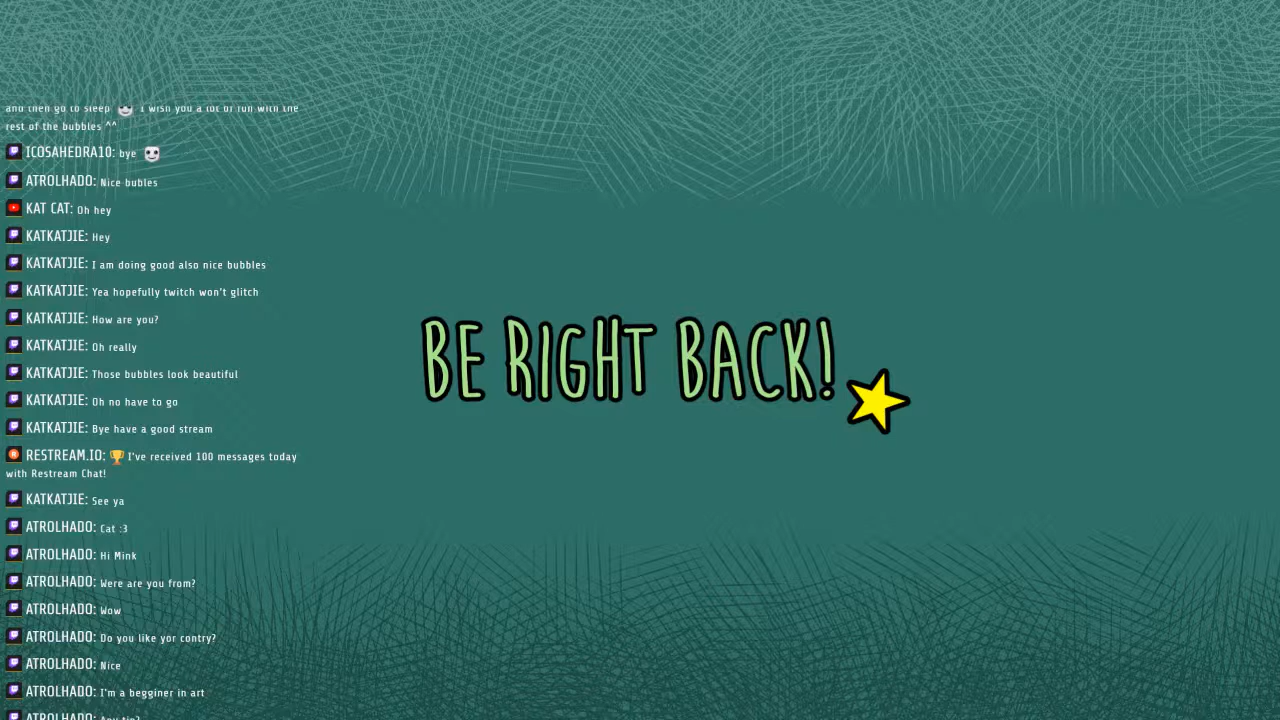 and then go to sleep I wish you a lot of fun with the
rest of the bubbles ^^
ICOSAHEDRA10: bye
ATROLHADO: Nice bubles
KAT CAT: Oh hey
KATKATJIE: Hey
KATKATJIE: I am doing good also nice bubbles
KATKATJIE: Yea hopefully twitch won't glitch
KATKATJIE: How are you?
KATKATJIE: Oh really
KATKATJIE: Those bubbles look beautiful
KATKATJIE: Oh no have to go
KATKATJIE: Bye have a good stream
RESTREAM.IO: 🏆 I've received 100 messages today
with Restream Chat!
KATKATJIE: See ya
ATROLHADO: Cat :3
ATROLHADO: Hi Mink
ATROLHADO: Were are you from?
ATROLHADO: Wow
ATROLHADO: Do you like yor contry?
ATROLHADO: Nice
ATROLHADO: I'm a begginer in art
ATROLHADO: Any tip?
BE RIGHT BACK!